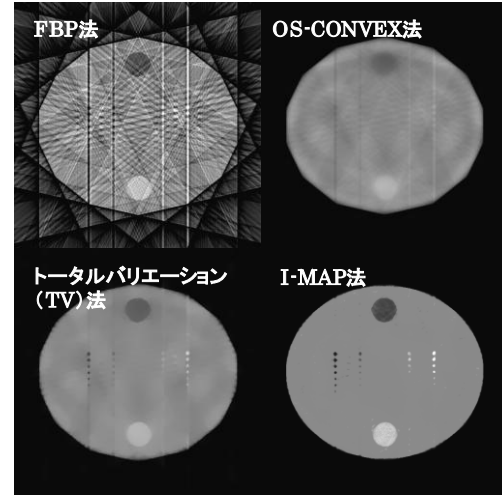 FBP法
OS-CONVEX法
トータルバリエーション
（TV）法
I-MAP法